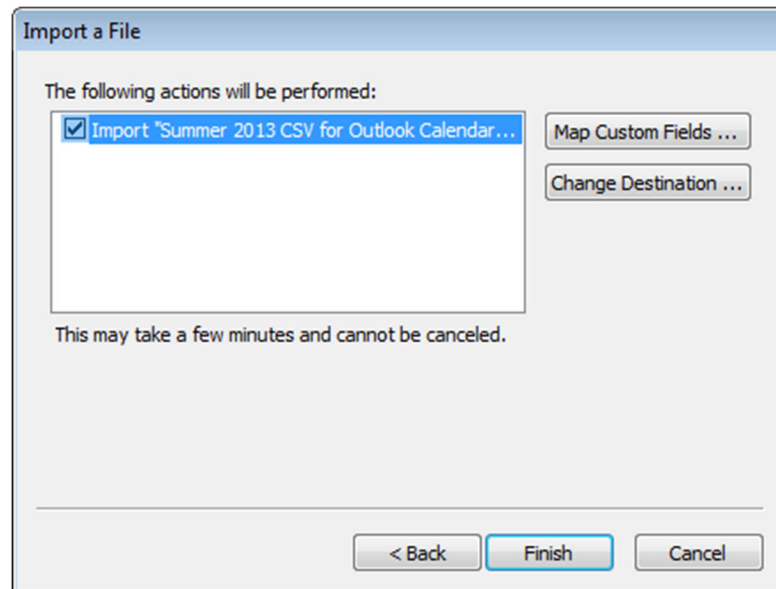 Import a File
The following actions will be performed:
Import "Summer 2013 CSV for Outlook Calendar...
Map Custom Fields ...
Change Destination ...
This may take a few minutes and cannot be canceled.
< Back
Finish
Cancel